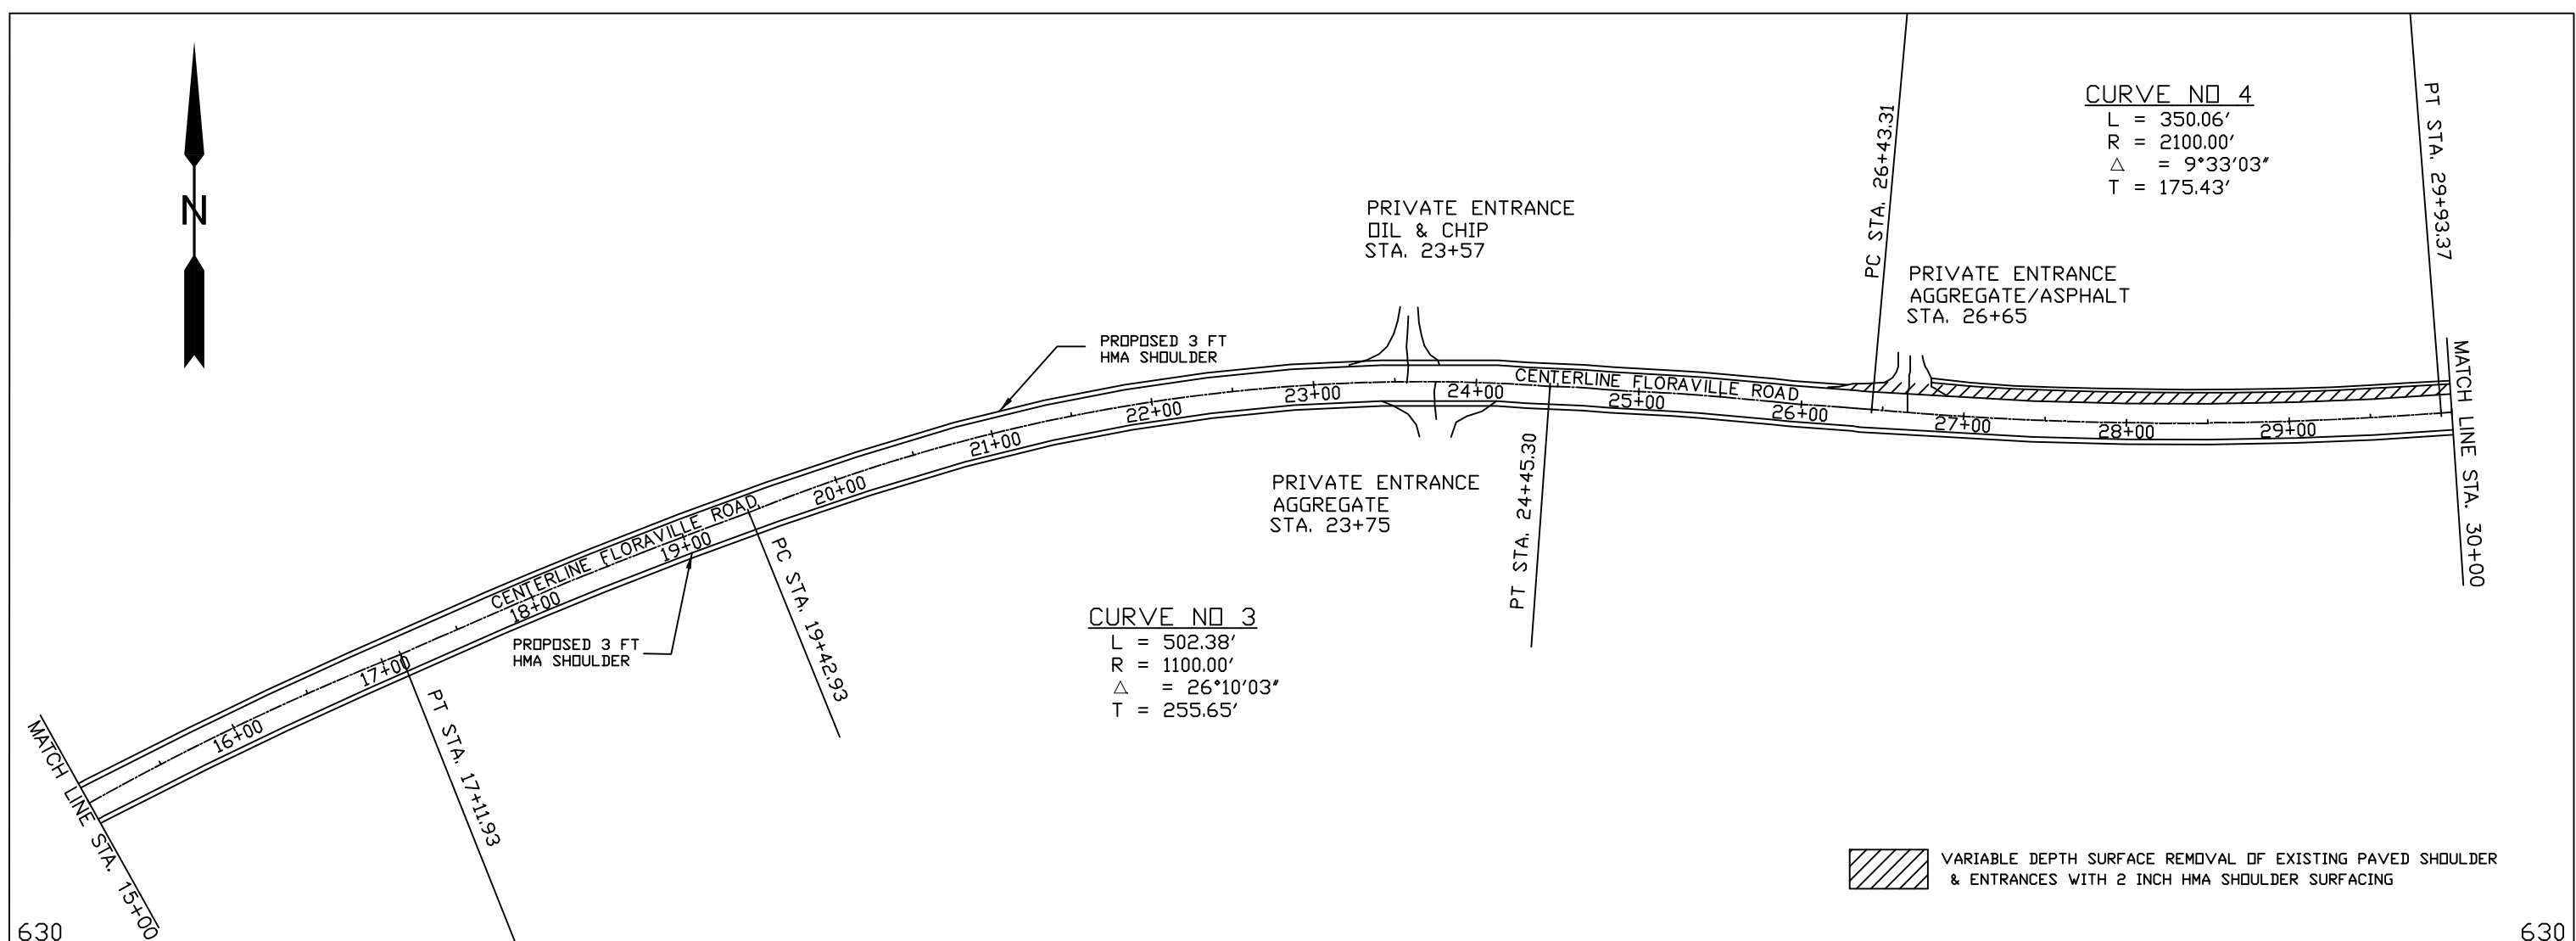 N
CURVE NO 4
L = 350.06'
R = 2100.00'
△ = 9°33'03"
T = 175.43'
PC STA. 26+43.31
PT STA. 29+93.37
PRIVATE ENTRANCE
OIL & CHIP
STA. 23+57
PRIVATE ENTRANCE
AGGREGATE/ASPHALT
STA. 26+65
PROPOSED 3 FT
HMA SHOULDER
CENTERLINE FLORAVILLE ROAD
MATCH LINE STA. 30+00
16+00
17+00
18+00
19+00
20+00
21+00
22+00
23+00
24+00
25+00
26+00
27+00
28+00
29+00
CENTERLINE FLORAVILLE ROAD
PRIVATE ENTRANCE
AGGREGATE
STA. 23+75
PT STA. 24+45.30
PC STA. 19+42.93
PROPOSED 3 FT
HMA SHOULDER
CURVE NO 3
L = 502.38'
R = 1100.00'
△ = 26°10'03"
T = 255.65'
PT STA. 17+11.93
MATCH LINE STA. 15+00
VARIABLE DEPTH SURFACE REMOVAL OF EXISTING PAVED SHOULDER
& ENTRANCES WITH 2 INCH HMA SHOULDER SURFACING
630
630